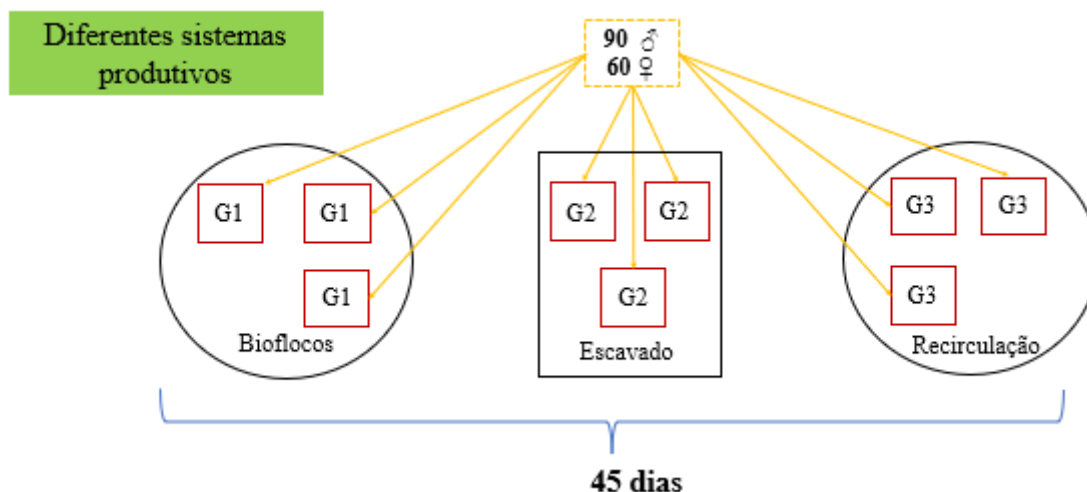 Diferentes sistemas
produtivos
90 ♂
60 ♀
G1
G1
G1
Bioflocos
G2
G2
G2
Escavado
G3
G3
G3
Recirculação
45 dias